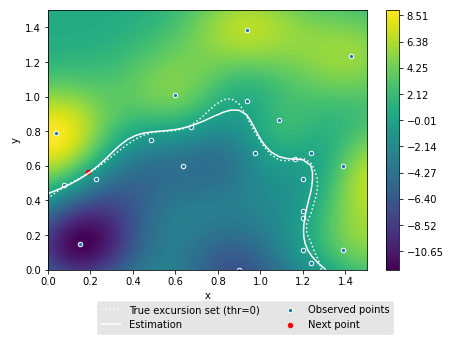 y
1.4
1.2
1.0
0.8
0.6
0.4
0.2
0.0
0.0 0.2 0.4 0.6 0.8 1.0 1.2 1.4
x
8.51
6.38
4.25
2.12
−0.01
−2.14
−4.27
−6.40
−8.52
−10.65
True excursion set (thr=0)
Estimation
Observed points
Next point